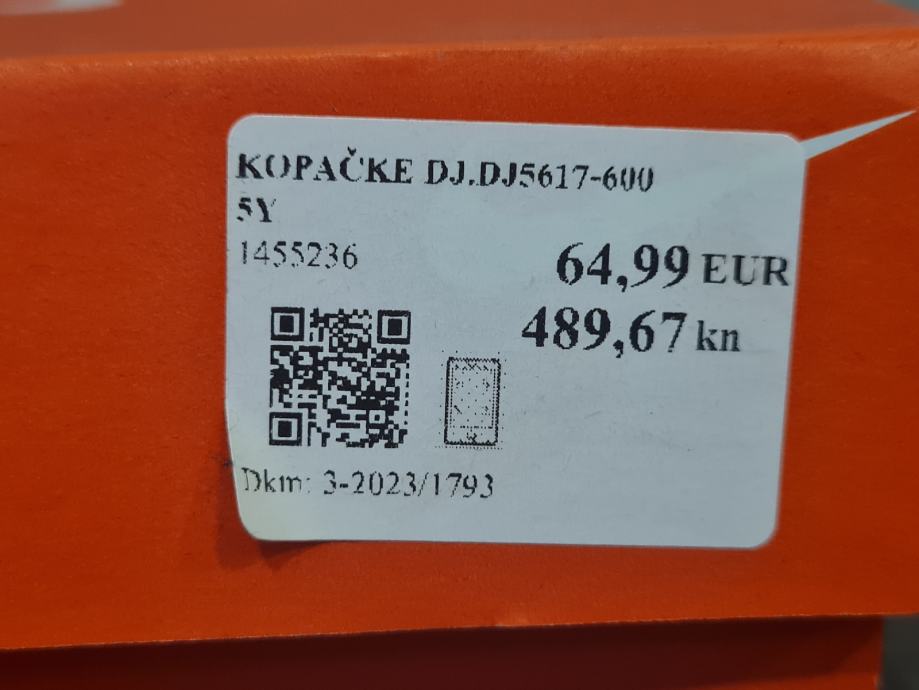 KOPAČKE DJ.DJ5617-600
5Y
1455236
64,99 EUR
489,67 kn
Dkm: 3-2023/1793